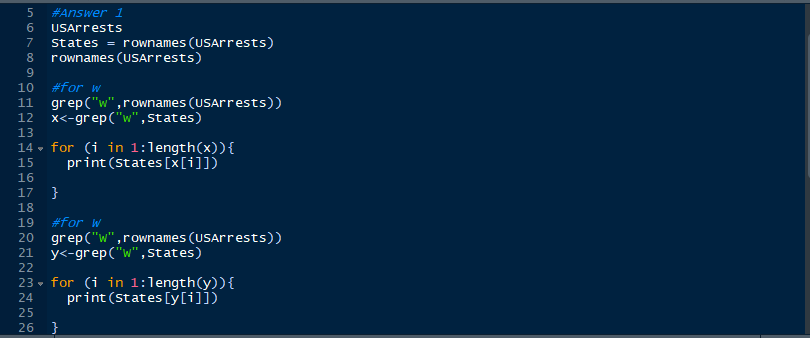 5 #Answer 1
6 USArrests
7 States = rownames(USArrests)
8 rownames(USArrests)
9
10 #for w
11 grep("w",rownames(USArrests))
12 x<-grep("w",States)
13
14 for (i in 1:length(x)){
15   print(States[x[i]])
16
17 }
18
19 #for W
20 grep("W",rownames(USArrests))
21 y<-grep("W",States)
22
23 for (i in 1:length(y)){
24   print(States[y[i]])
25
26 }